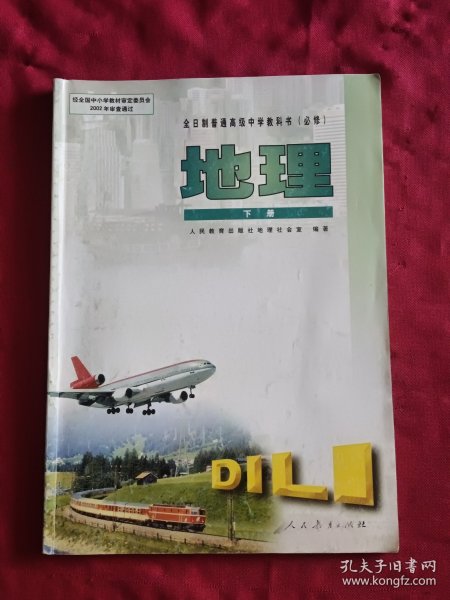 经全国中小学教材审定委员会
2002年审查通过
全日制普通高级中学教科书(必修)
地理
下册
人民教育出版社地理社会室 编著
DILI
人民教育出版社
孔夫子旧书网
www.kongfz.com